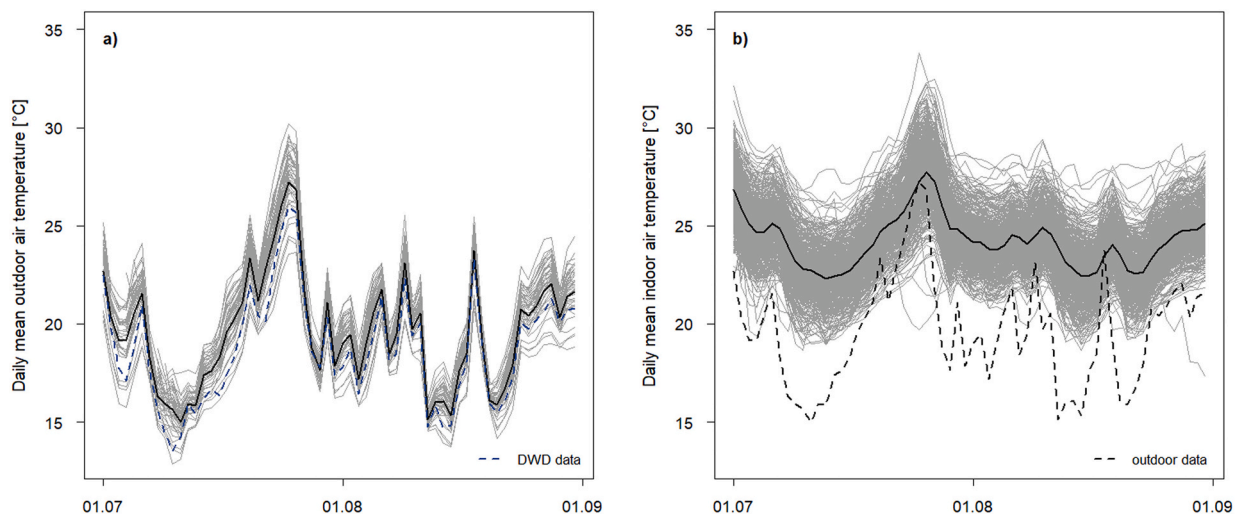 a)
Daily mean outdoor air temperature [°C]
35
30
25
20
15
01.07
01.08
01.09
DWD data
b)
Daily mean indoor air temperature [°C]
35
30
25
20
15
01.07
01.08
01.09
outdoor data